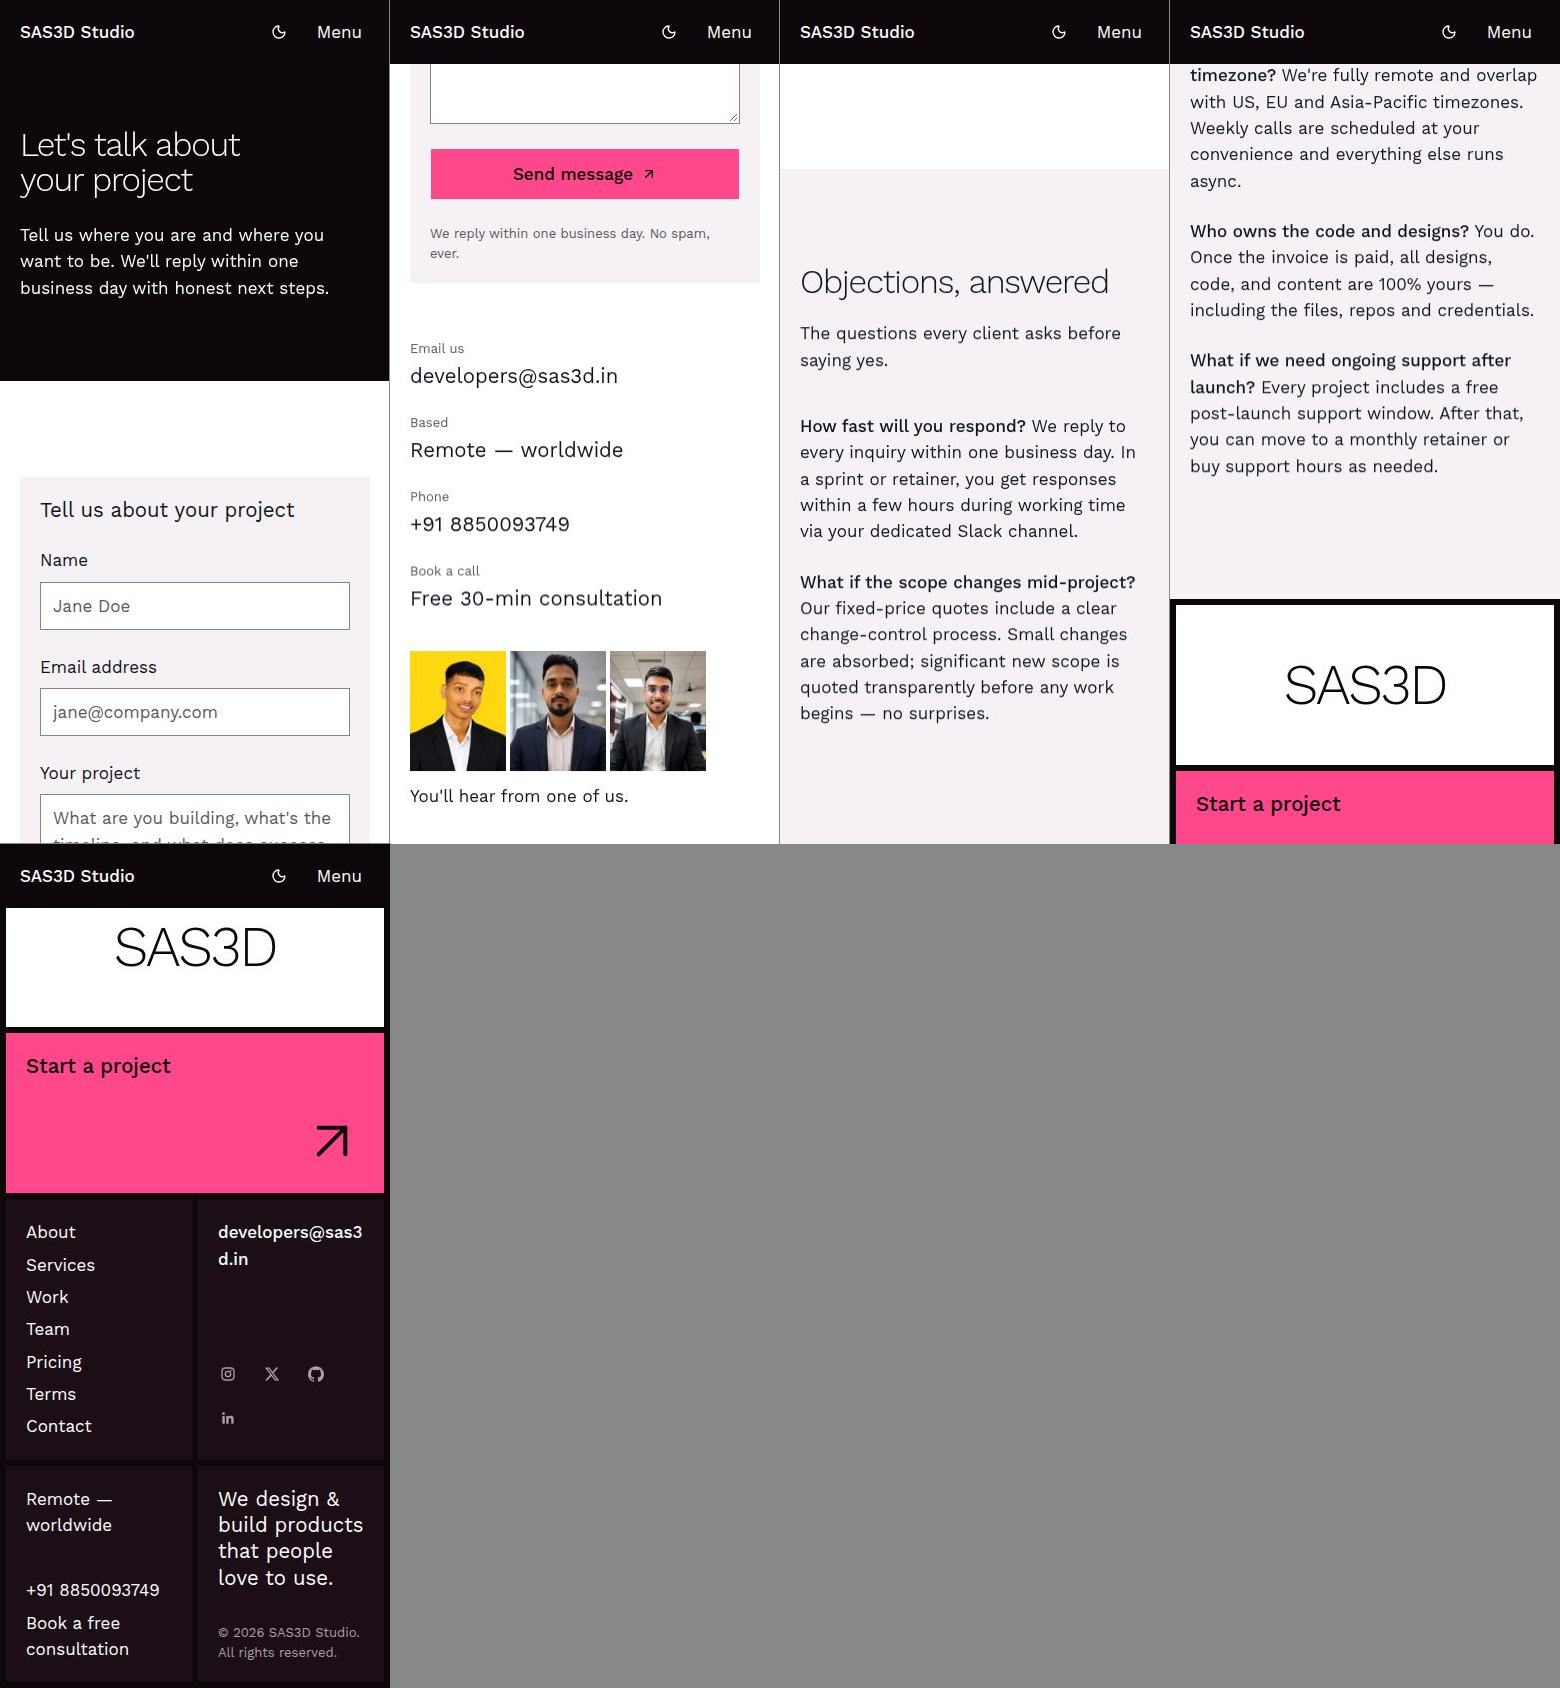 SAS3D Studio
Menu
Let's talk about
your project
Tell us where you are and where you
want to be. We'll reply within one
business day with honest next steps.
Tell us about your project
Name
Jane Doe
Email address
jane@company.com
Your project
What are you building, what's the
timeline, and what does success
SAS3D Studio
Menu
Send message
We reply within one business day. No spam,
ever.
Email us
developers@sas3d.in
Based
Remote — worldwide
Phone
+91 8850093749
Book a call
Free 30-min consultation
You'll hear from one of us.
SAS3D Studio
Menu
Objections, answered
The questions every client asks before
saying yes.
How fast will you respond? We reply to
every inquiry within one business day. In
a sprint or retainer, you get responses
within a few hours during working time
via your dedicated Slack channel.
What if the scope changes mid-project?
Our fixed-price quotes include a clear
change-control process. Small changes
are absorbed; significant new scope is
quoted transparently before any work
begins — no surprises.
SAS3D Studio
Menu
timezone? We're fully remote and overlap
with US, EU and Asia-Pacific timezones.
Weekly calls are scheduled at your
convenience and everything else runs
async.
Who owns the code and designs? You do.
Once the invoice is paid, all designs,
code, and content are 100% yours —
including the files, repos and credentials.
What if we need ongoing support after
launch? Every project includes a free
post-launch support window. After that,
you can move to a monthly retainer or
buy support hours as needed.
SAS3D
Start a project
SAS3D Studio
Menu
SAS3D
Start a project
About
Services
Work
Team
Pricing
Terms
Contact
developers@sas3
d.in
Remote —
worldwide
+91 8850093749
Book a free
consultation
We design &
build products
that people
love to use.
© 2026 SAS3D Studio.
All rights reserved.